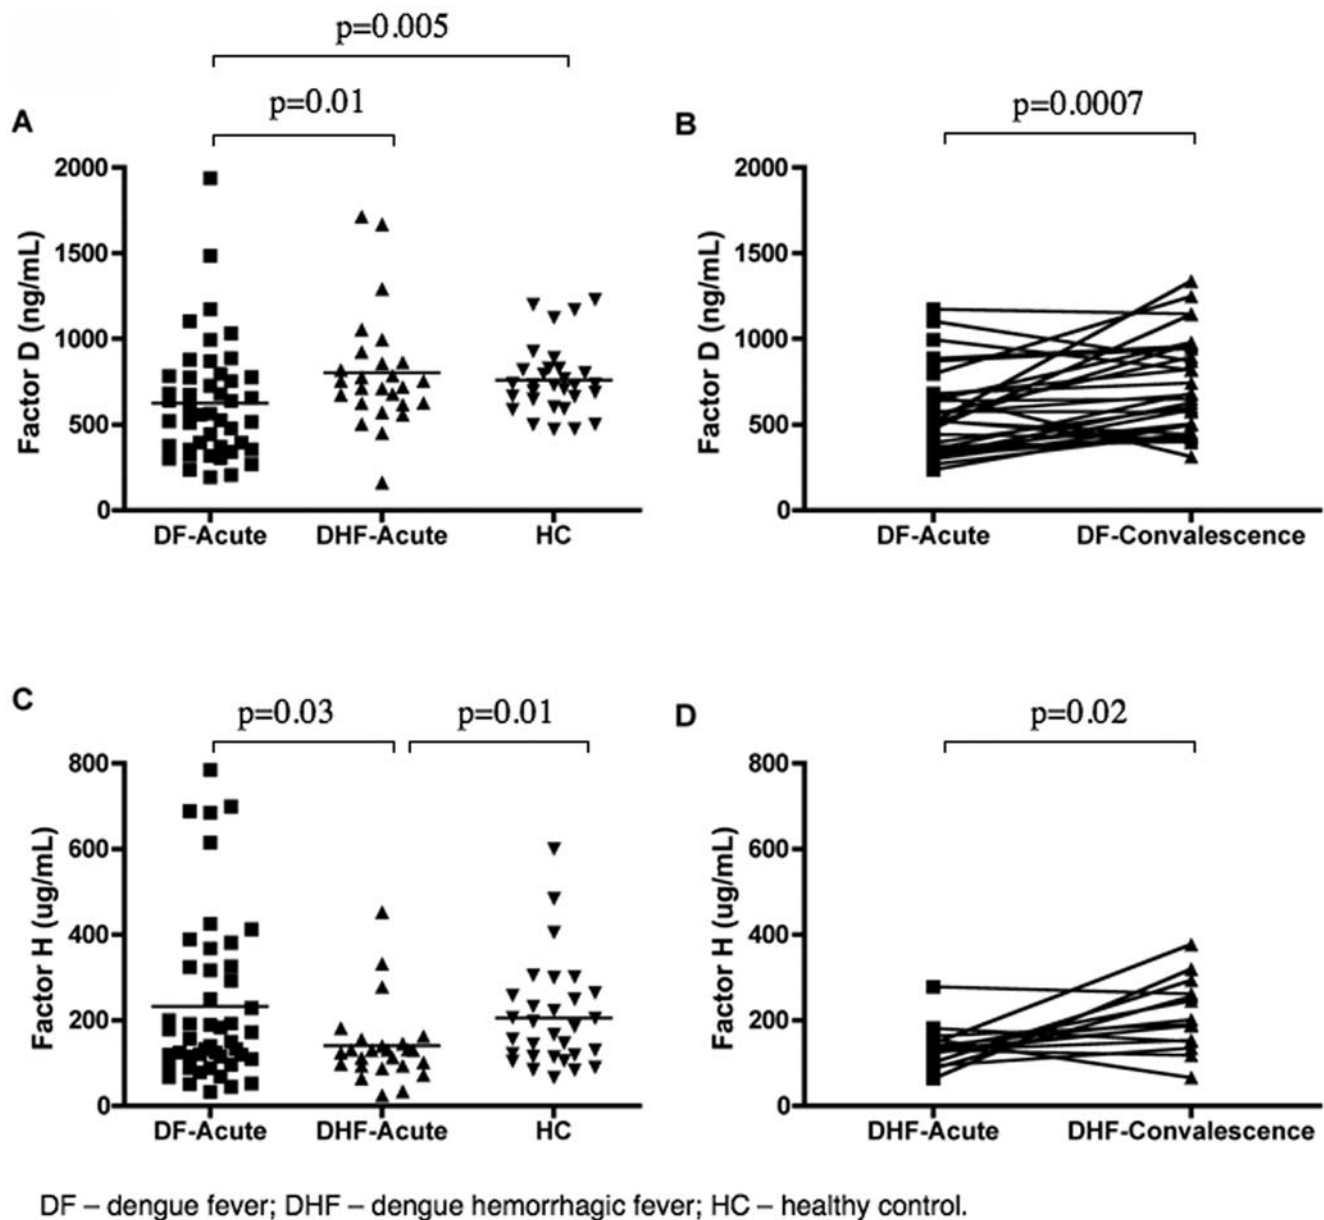 p=0.005
p=0.01
p=0.0007
A
B
2000
1500
1000
500
0
Factor D (ng/mL)
DF-Acute
DHF-Acute
HC
2000
1500
1000
500
0
Factor D (ng/mL)
DF-Acute
DF-Convalescence
C
p=0.03
p=0.01
D
p=0.02
800
600
400
200
0
Factor H (ug/mL)
DF-Acute
DHF-Acute
HC
800
600
400
200
0
Factor H (ug/mL)
DHF-Acute
DHF-Convalescence
DF – dengue fever; DHF – dengue hemorrhagic fever; HC – healthy control.